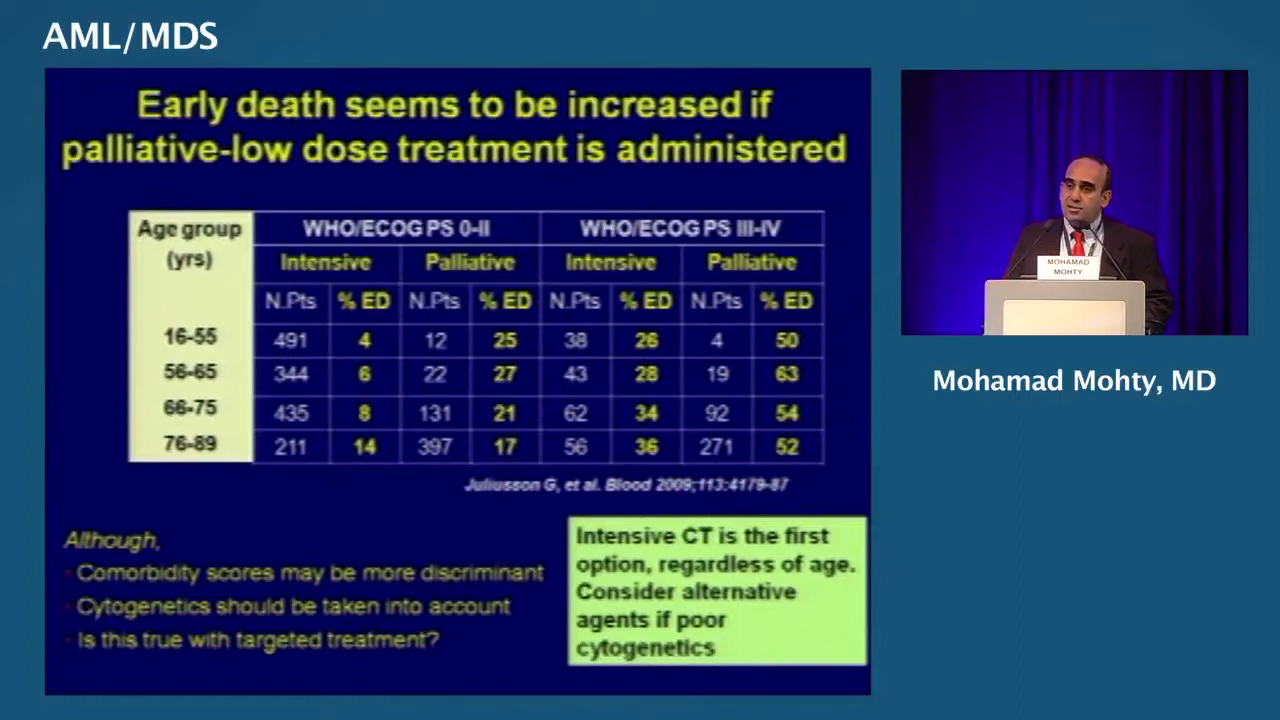 AML/MDS
Early death seems to be increased if
palliative-low dose treatment is administered
Age group WHO/ECOG PS 0-II WHO/ECOG PS III-IV
(yrs) Intensive Palliative Intensive Palliative
N.Pts % ED N.Pts % ED N.Pts % ED N.Pts % ED
16-55 491 4 12 25 38 26 4 50
56-65 344 6 22 27 43 28 19 63
66-75 435 8 131 21 62 34 92 54
76-89 211 14 397 17 56 36 271 52
Juliusson G, et al. Blood 2009;113:4179-87
Although,
· Comorbidity scores may be more discriminant
· Cytogenetics should be taken into account
· Is this true with targeted treatment?
Intensive CT is the first
option, regardless of age.
Consider alternative
agents if poor
cytogenetics
MOHAMAD
MOHTY
Mohamad Mohty, MD